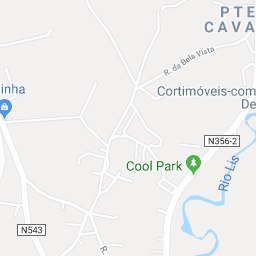 PTE
CAVA
R. da Bela Vista
inha
Cortimóveis-com
De
N356-2
Cool Park
Rio Lis
N543
R.